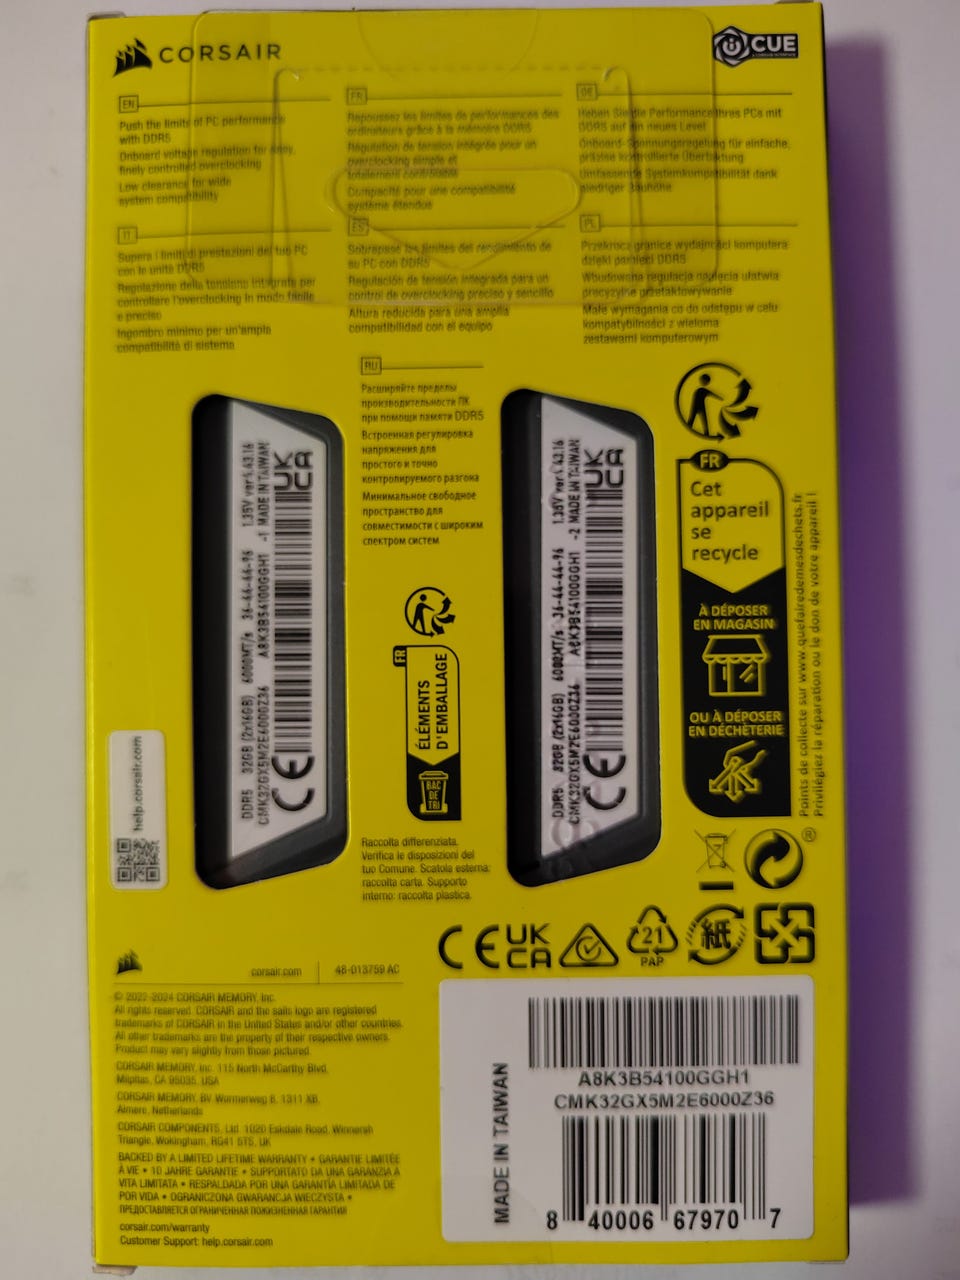 CORSAIR
iCUE
EN
Push the limits of PC performance
with DDR5
Onboard voltage regulation for easy,
finely controlled overclocking
Low clearance for wide
system compatibility
FR
Repoussez les limites de performances des
ordinateurs grâce à la mémoire DDR5
Régulation de tension intégrée pour un
overclocking simple et
totalement contrôlable
Compacité pour une compatibilité
système étendue
DE
Heben Sie die Performance Ihres PCs mit
DDR5 auf ein neues Level
Onboard-Spannungsregelung für einfache,
präzise kontrollierte Übertaktung
Umfassende Systemkompatibilität dank
niedriger Bauhöhe
IT
Supera i limiti di prestazioni del tuo PC
con le unità DDR5
Regolazione della tensione integrata per
controllare l'overclocking in modo facile
e preciso
Ingombro minimo per un'ampia
compatibilità di sistema
ES
Sobrepase los límites del rendimiento de
su PC con DDR5
Regulación de tensión integrada para un
control de overclocking preciso y sencillo
Altura reducida para una amplia
compatibilidad con el equipo
PL
Przekrocz granice wydajności komputera
dzięki pamięci DDR5
Wbudowana regulacja napięcia ułatwia
precyzyjne przetaktowywanie
Małe wymagania co do odstępu w celu
kompatybilności z wieloma
zestawami komputerowym
RU
Расширяйте пределы
производительности ПК
при помощи памяти DDR5
Встроенная регулировка
напряжения для
простого и точно
контролируемого разгона
Минимальное свободное
пространство для
совместимости с широким
спектром систем
DDR5 32GB (2x16GB) 6000MT/s 36-44-44-96 1.35V ver5.43.16
CMK32GX5M2E6000Z36 A8K3B54100GGH1 -1 MADE IN TAIWAN
CE
UK
CA
DDR5 32GB (2x16GB) 6000MT/s 36-44-44-96 1.35V ver5.43.16
CMK32GX5M2E6000Z36 A8K3B54100GGH1 -2 MADE IN TAIWAN
CE
UK
CA
FR
ÉLÉMENTS
D'EMBALLAGE
BAC
DE
TRI
FR
Cet
appareil
se
recycle
À DÉPOSER
EN MAGASIN
OU À DÉPOSER
EN DÉCHÈTERIE
Points de collecte sur www.quefairedemesdechets.fr
Privilégiez la réparation ou le don de votre appareil !
help.corsair.com
Raccolta differenziata.
Verifica le disposizioni del
tuo Comune. Scatola esterna:
raccolta carta. Supporto
interno: raccolta plastica.
®
CE
UK
CA
21
PAP
紙
corsair.com
46-013759 AC
© 2022-2024 CORSAIR MEMORY, Inc.
All rights reserved. CORSAIR and the sails logo are registered
trademarks of CORSAIR in the United States and/or other countries.
All other trademarks are the property of their respective owners.
Product may vary slightly from those pictured.
CORSAIR MEMORY, Inc. 115 North McCarthy Blvd,
Milpitas, CA 95035, USA
CORSAIR MEMORY, BV Wormerweg 8, 1311 XB,
Almere, Netherlands
CORSAIR COMPONENTS, Ltd. 1020 Eskdale Road, Winnersh
Triangle, Wokingham, RG41 5TS, UK
BACKED BY A LIMITED LIFETIME WARRANTY • GARANTIE LIMITÉE
À VIE • 10 JAHRE GARANTIE • SUPPORTATO DA UNA GARANZIA A
VITA LIMITATA • RESPALDADA POR UNA GARANTÍA LIMITADA DE
POR VIDA • OGRANICZONA GWARANCJA WIECZYSTA •
ПРЕДОСТАВЛЯЕТСЯ ОГРАНИЧЕННАЯ ПОЖИЗНЕННАЯ ГАРАНТИЯ
corsair.com/warranty
Customer Support: help.corsair.com
MADE IN TAIWAN
A8K3B54100GGH1
CMK32GX5M2E6000Z36
8 40006 67970 7